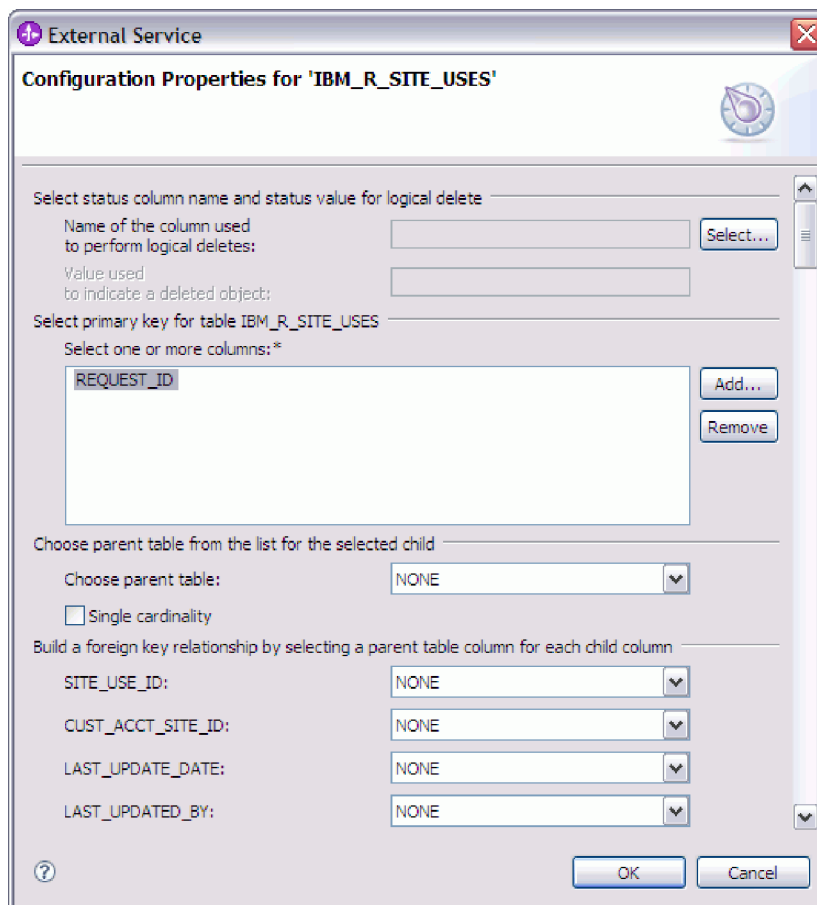 External Service
Configuration Properties for 'IBM_R_SITE_USES'
Select status column name and status value for logical delete
Name of the column used
to perform logical deletes:
Select...
Value used
to indicate a deleted object:
Select primary key for table IBM_R_SITE_USES
Select one or more columns:*
REQUEST_ID
Add...
Remove
Choose parent table from the list for the selected child
Choose parent table: NONE
Single cardinality
Build a foreign key relationship by selecting a parent table column for each child column
SITE_USE_ID: NONE
CUST_ACCT_SITE_ID: NONE
LAST_UPDATE_DATE: NONE
LAST_UPDATED_BY: NONE
? OK Cancel